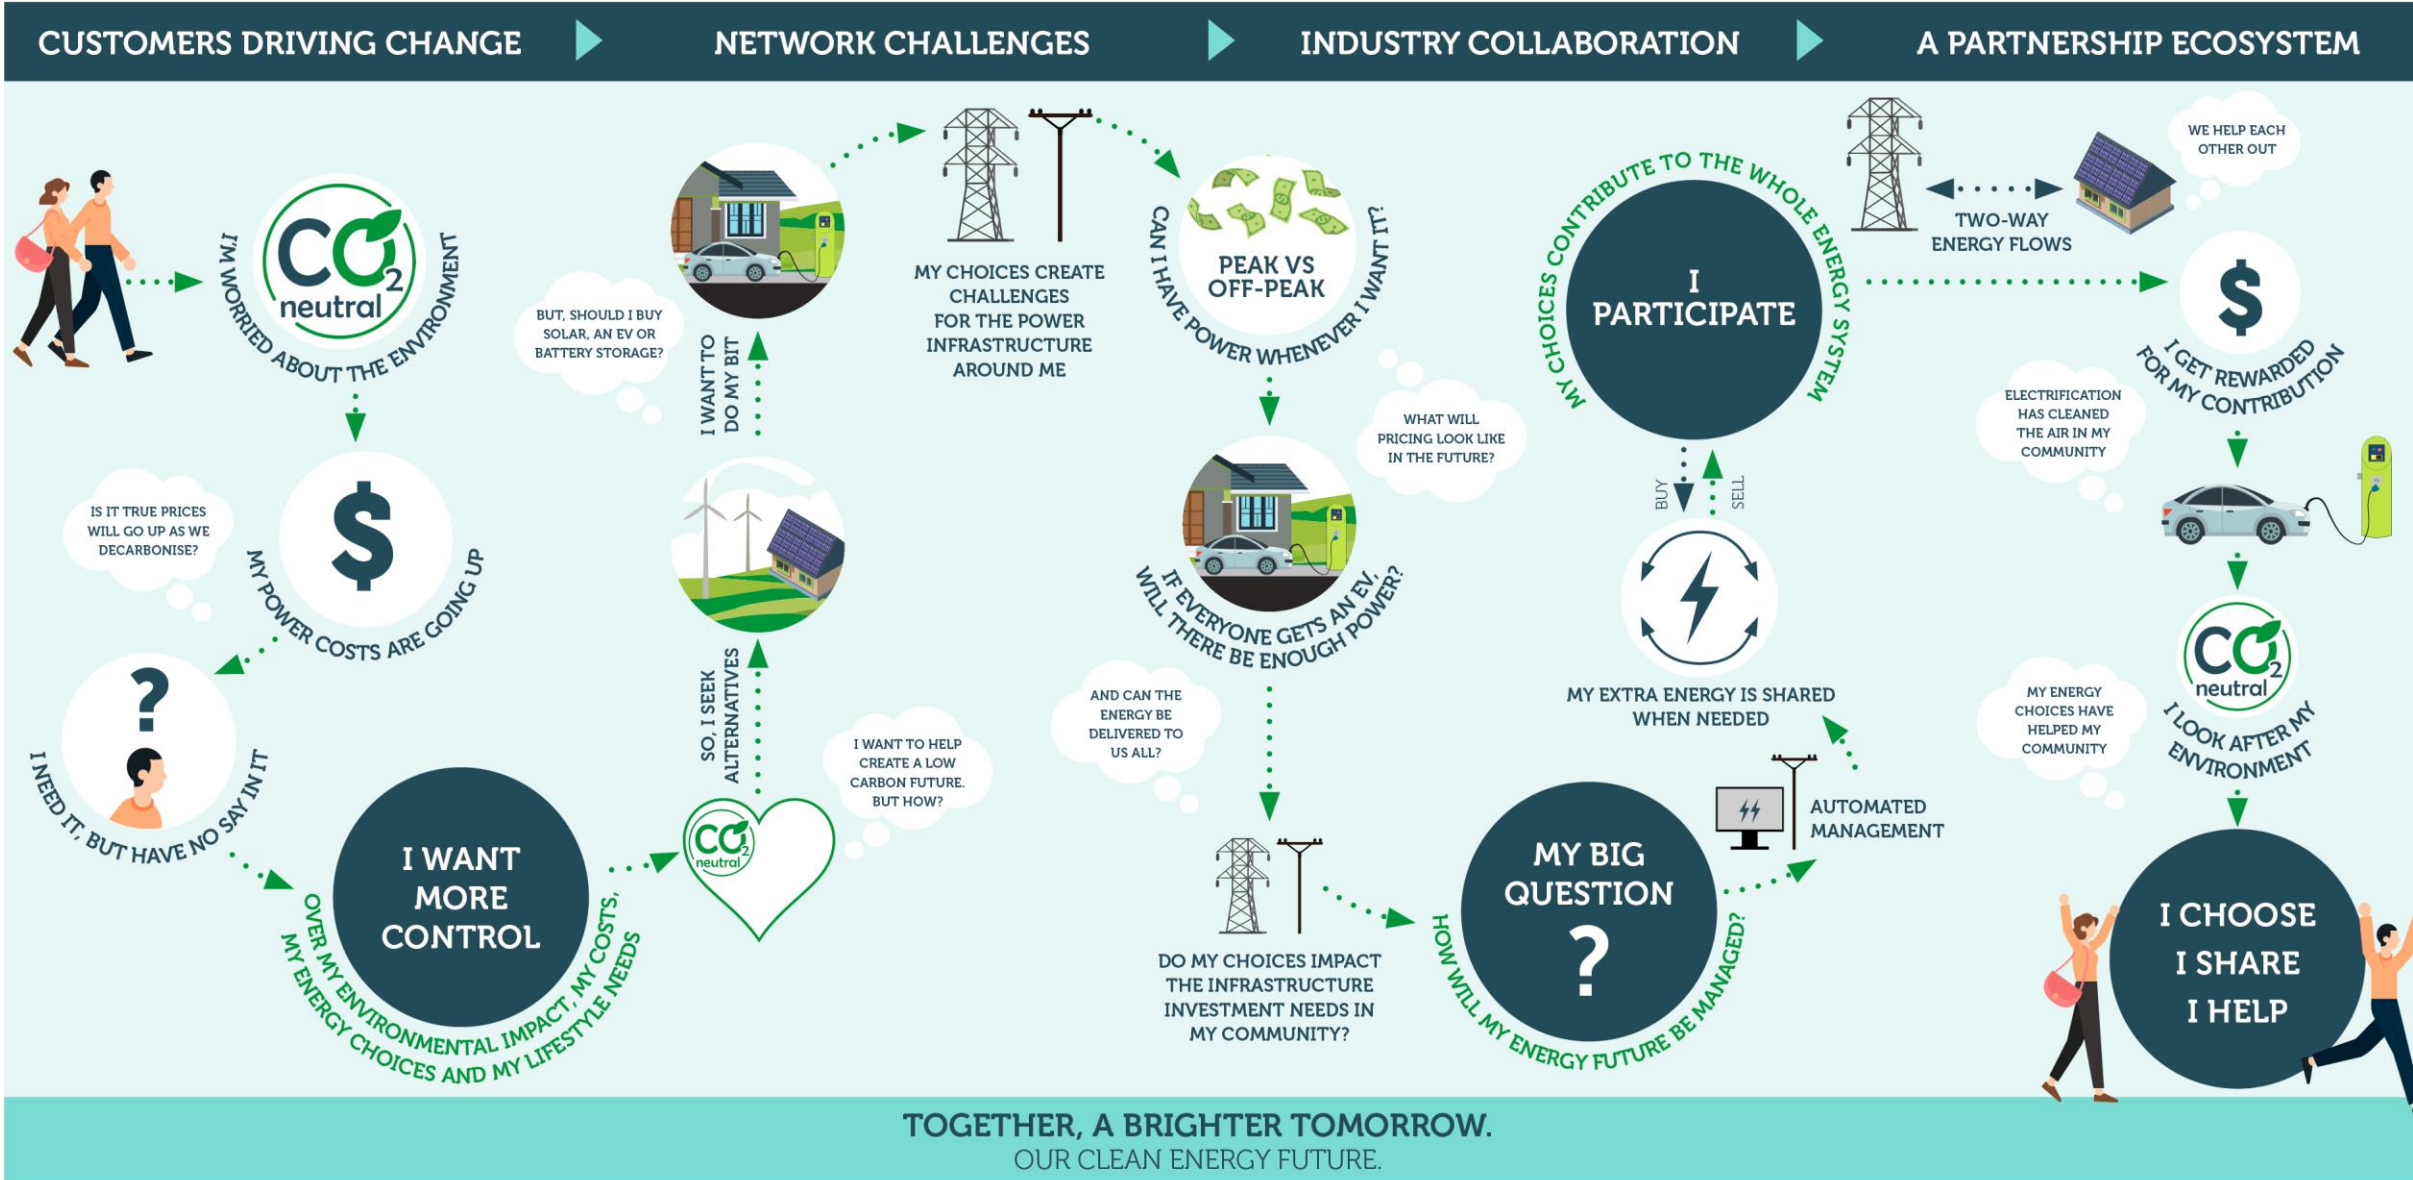 CUSTOMERS DRIVING CHANGE
NETWORK CHALLENGES
INDUSTRY COLLABORATION
A PARTNERSHIP ECOSYSTEM
CO2
neutral
I'M WORRIED ABOUT THE ENVIRONMENT
IS IT TRUE PRICES
WILL GO UP AS WE
DECARBONISE?
$
MY POWER COSTS ARE GOING UP
?
I NEED IT, BUT HAVE NO SAY IN IT
I WANT
MORE
CONTROL
OVER MY ENVIRONMENTAL IMPACT, MY COSTS,
MY ENERGY CHOICES AND MY LIFESTYLE NEEDS
CO2
neutral
I WANT TO HELP
CREATE A LOW
CARBON FUTURE.
BUT HOW?
SO, I SEEK
ALTERNATIVES
I WANT TO
DO MY BIT
BUT, SHOULD I BUY
SOLAR, AN EV OR
BATTERY STORAGE?
MY CHOICES CREATE
CHALLENGES
FOR THE POWER
INFRASTRUCTURE
AROUND ME
PEAK VS
OFF-PEAK
CAN I HAVE POWER WHENEVER I WANT IT?
WHAT WILL
PRICING LOOK LIKE
IN THE FUTURE?
IF EVERYONE GETS AN EV,
WILL THERE BE ENOUGH POWER?
AND CAN THE
ENERGY BE
DELIVERED TO
US ALL?
DO MY CHOICES IMPACT
THE INFRASTRUCTURE
INVESTMENT NEEDS IN
MY COMMUNITY?
MY BIG
QUESTION
?
HOW WILL MY ENERGY FUTURE BE MANAGED?
AUTOMATED
MANAGEMENT
MY EXTRA ENERGY IS SHARED
WHEN NEEDED
BUY
SELL
I
PARTICIPATE
MY CHOICES CONTRIBUTE TO THE WHOLE ENERGY SYSTEM
TWO-WAY
ENERGY FLOWS
WE HELP EACH
OTHER OUT
$
I GET REWARDED
FOR MY CONTRIBUTION
ELECTRIFICATION
HAS CLEANED
THE AIR IN MY
COMMUNITY
CO2
neutral
I LOOK AFTER MY
ENVIRONMENT
MY ENERGY
CHOICES HAVE
HELPED MY
COMMUNITY
I CHOOSE
I SHARE
I HELP
TOGETHER, A BRIGHTER TOMORROW.
OUR CLEAN ENERGY FUTURE.